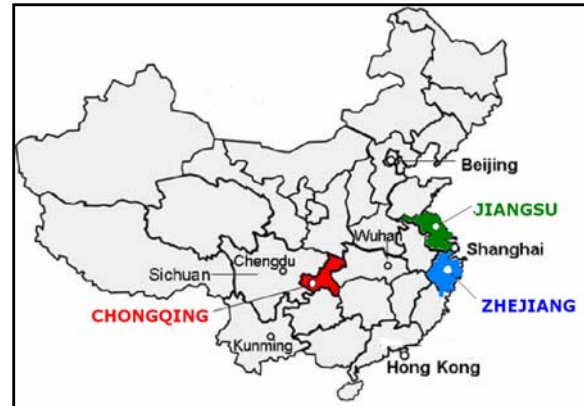 Beijing
JIANGSU
Wuhan
Shanghai
Chengdu
Sichuan
CHONGQING
ZHEJIANG
Kunming
Hong Kong